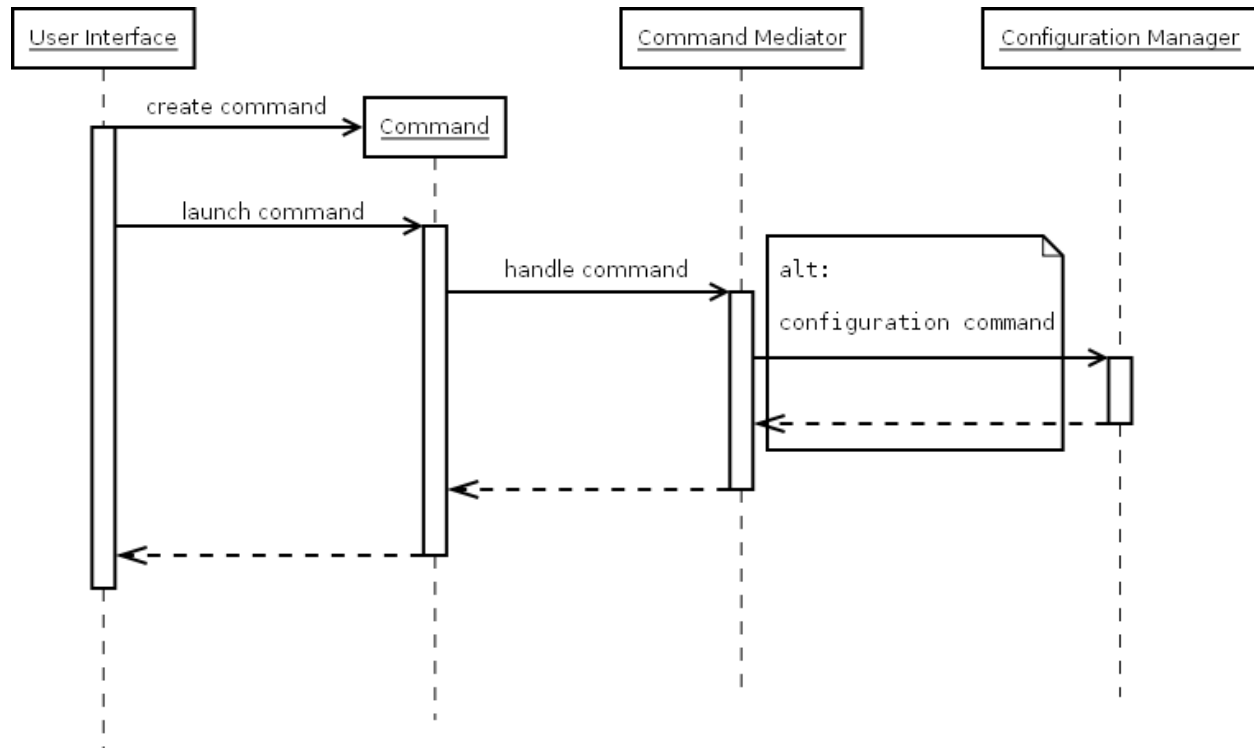 User Interface
Command Mediator
Configuration Manager
create command
Command
launch command
handle command
alt:
configuration command